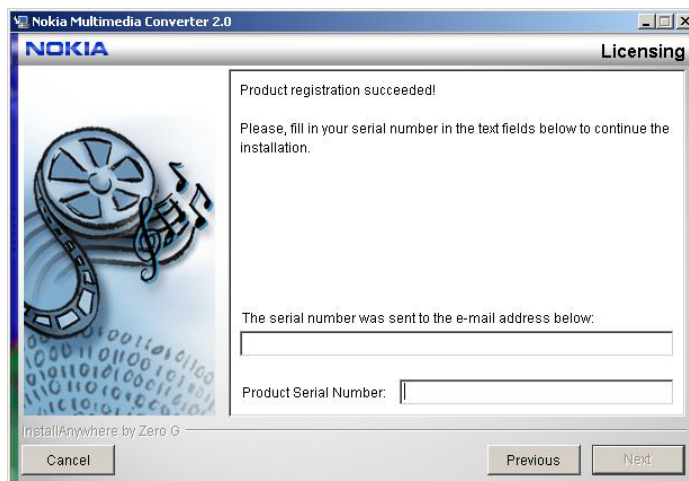 Nokia Multimedia Converter 2.0
NOKIA
Licensing
Product registration succeeded!
Please, fill in your serial number in the text fields below to continue the
installation.
The serial number was sent to the e-mail address below:
Product Serial Number:
InstallAnywhere by Zero G
Cancel
Previous
Next